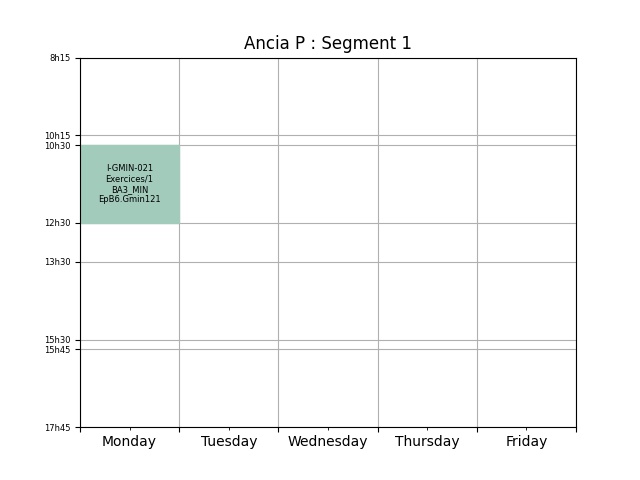 Ancia P : Segment 1
8h15
10h15
10h30
I-GMIN-021
Exercices/1
BA3_MIN
EpB6.Gmin121
12h30
13h30
15h30
15h45
17h45
Monday Tuesday Wednesday Thursday Friday